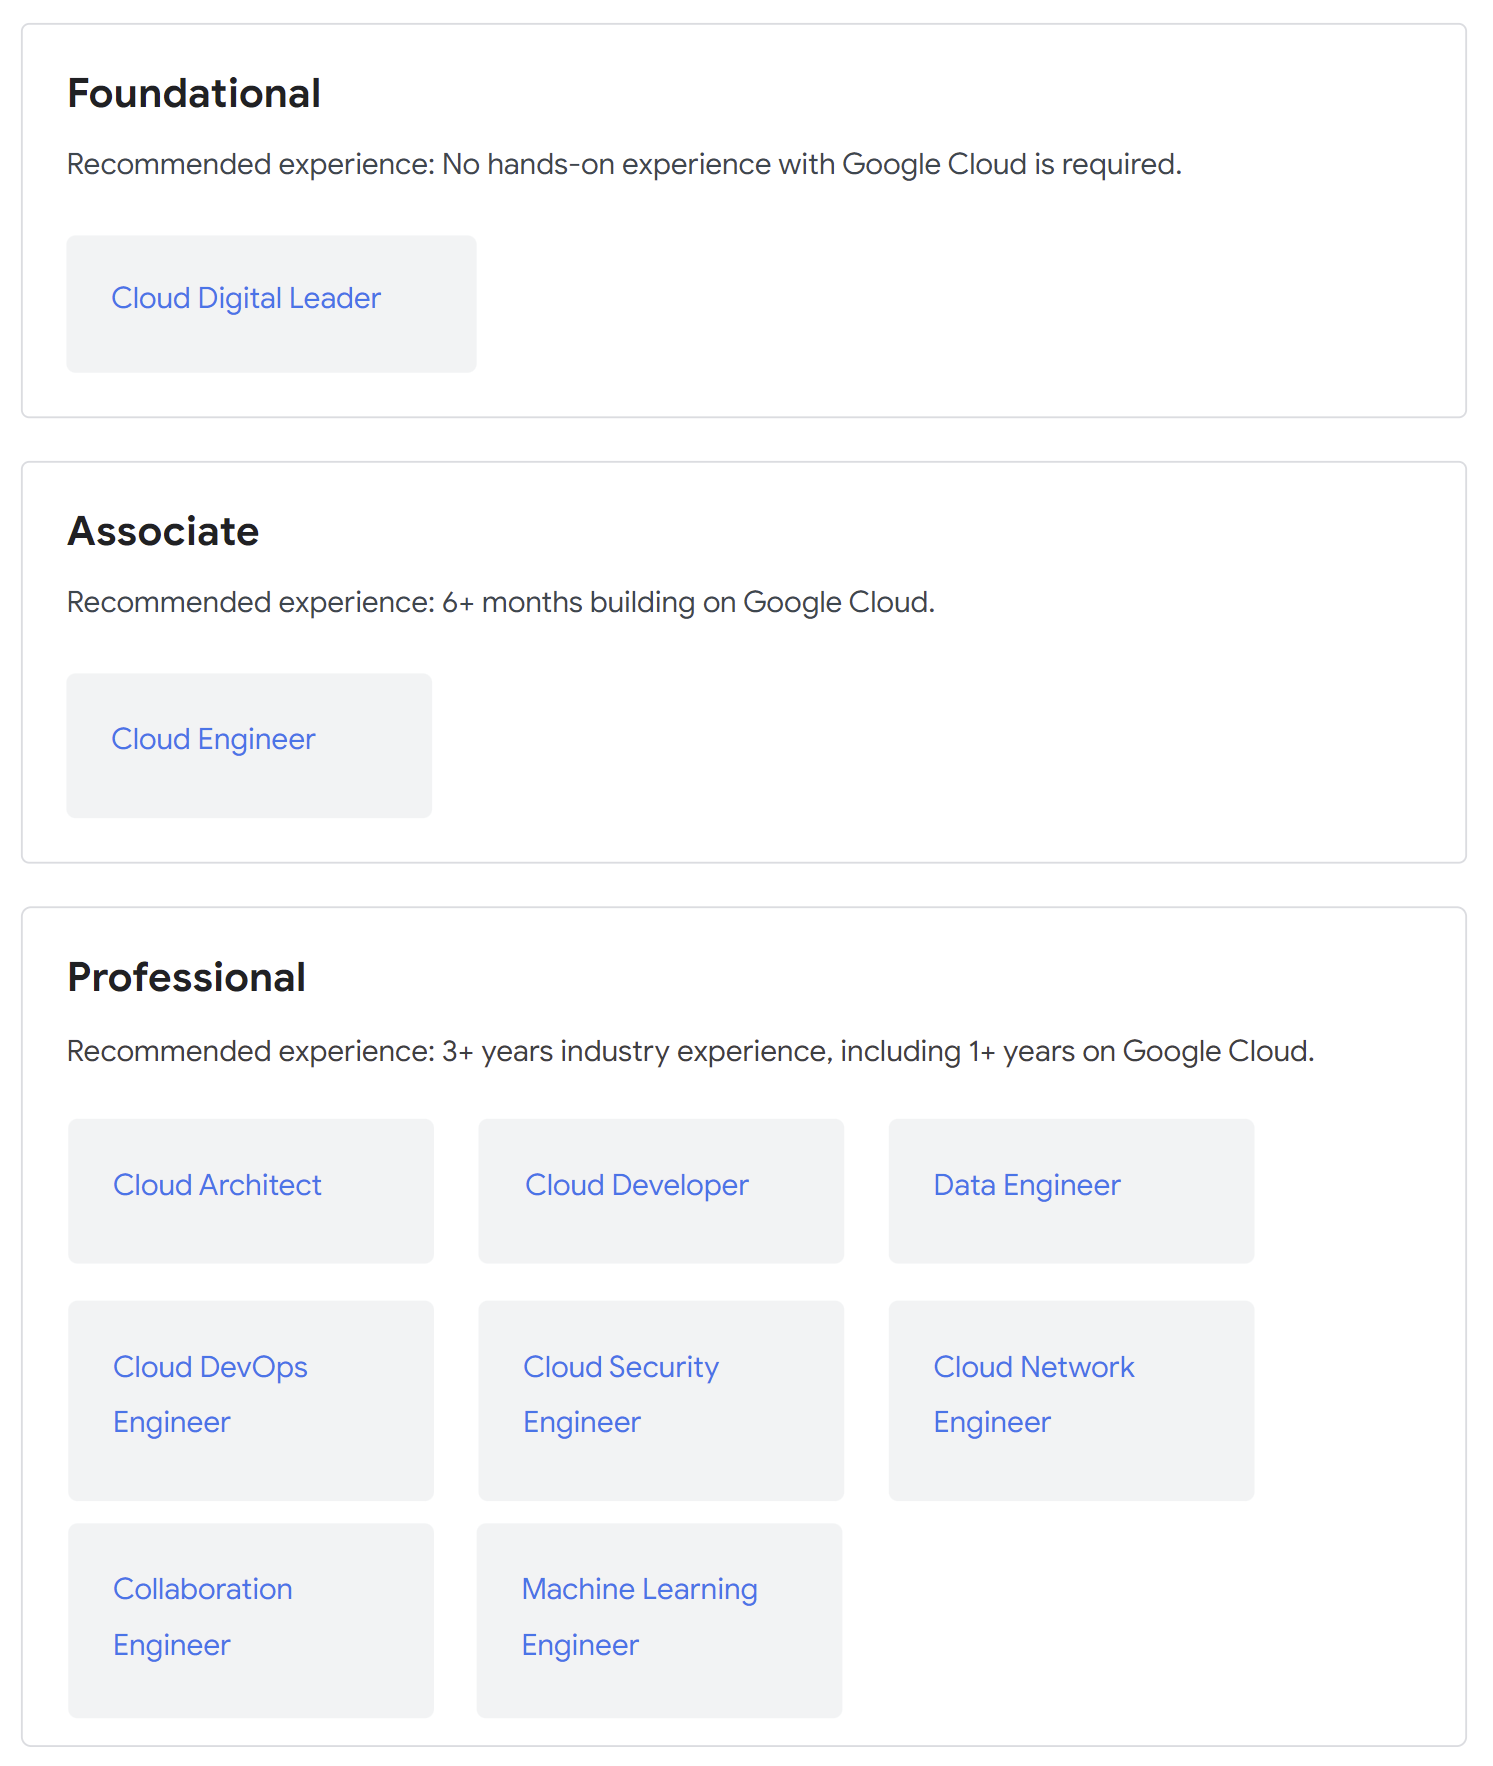 Foundational
Recommended experience: No hands-on experience with Google Cloud is required.
Cloud Digital Leader
Associate
Recommended experience: 6+ months building on Google Cloud.
Cloud Engineer
Professional
Recommended experience: 3+ years industry experience, including 1+ years on Google Cloud.
Cloud Architect
Cloud Developer
Data Engineer
Cloud DevOps
Engineer
Cloud Security
Engineer
Cloud Network
Engineer
Collaboration
Engineer
Machine Learning
Engineer